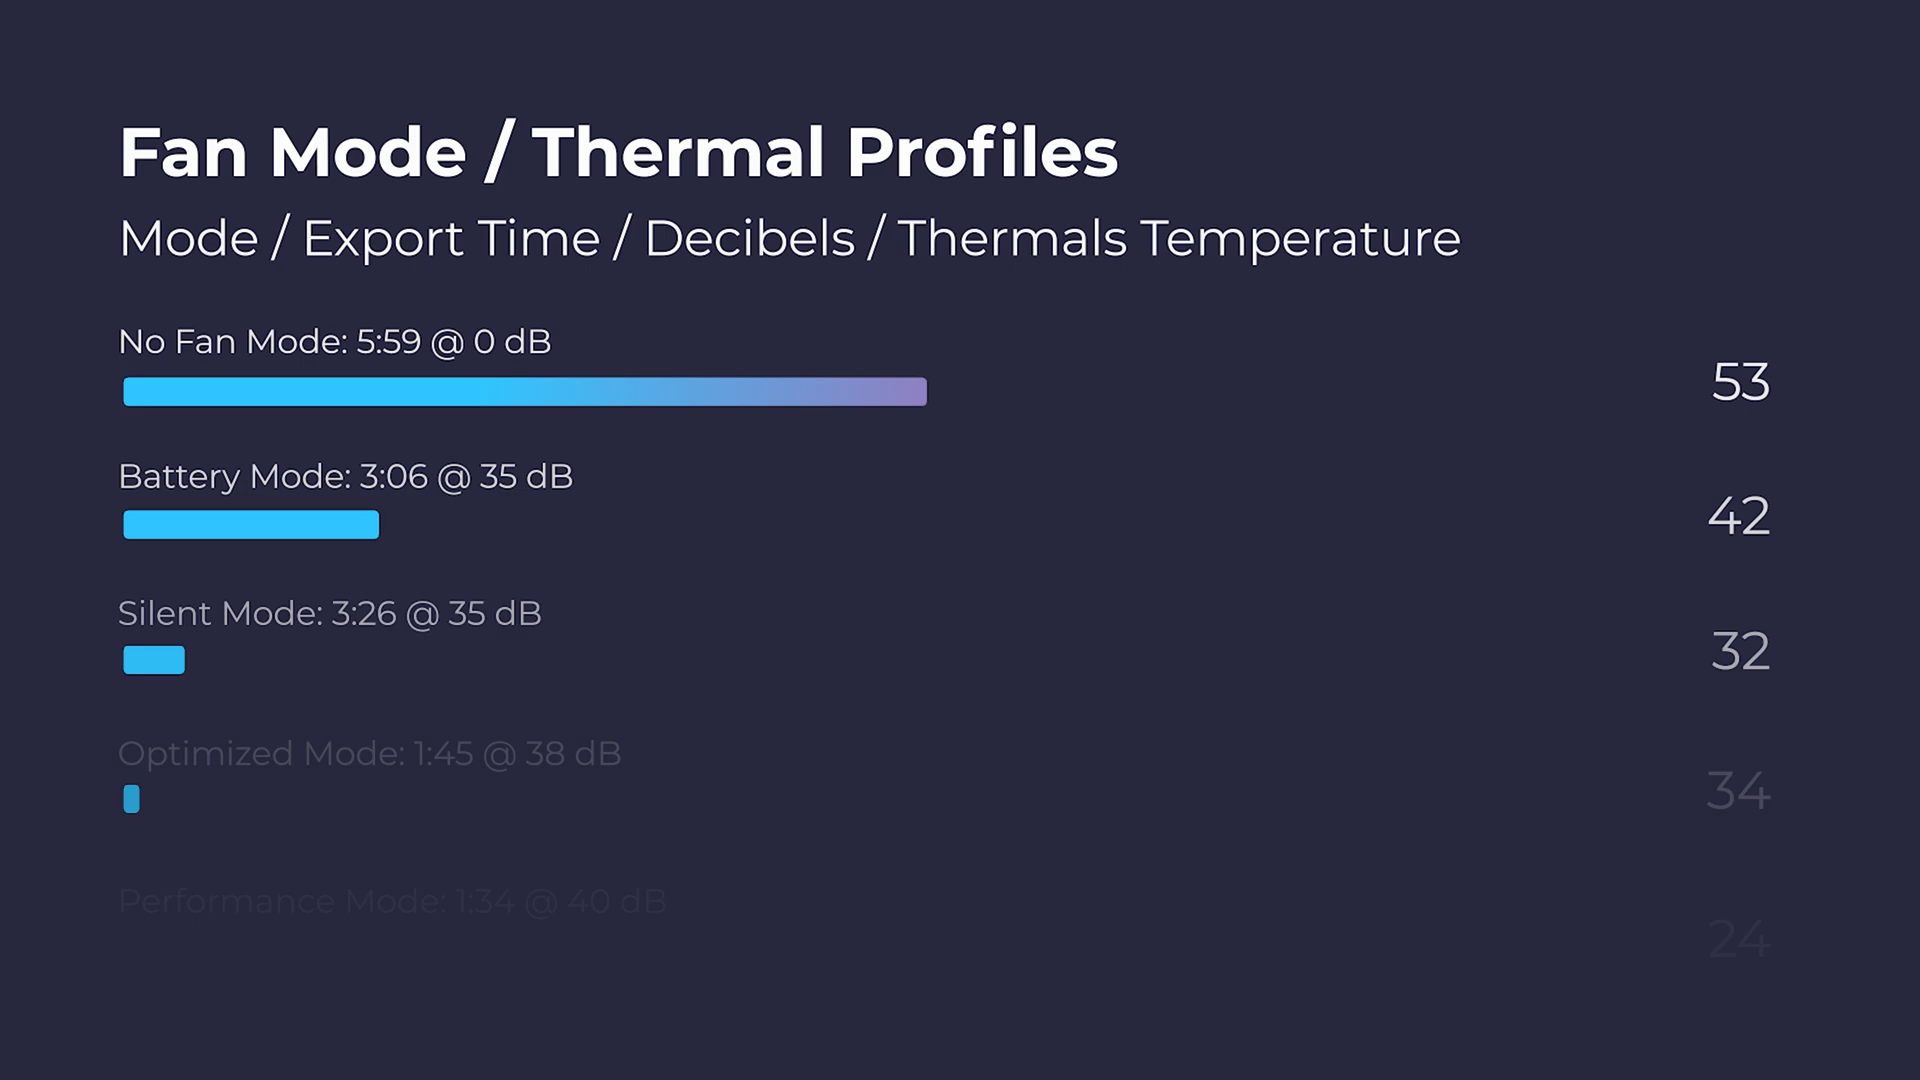 Fan Mode / Thermal Profiles
Mode / Export Time / Decibels / Thermals Temperature
No Fan Mode: 5:59 @ 0 dB
53
Battery Mode: 3:06 @ 35 dB
42
Silent Mode: 3:26 @ 35 dB
32
Optimized Mode: 1:45 @ 38 dB
34
Performance Mode: 1:34 @ 40 dB
24